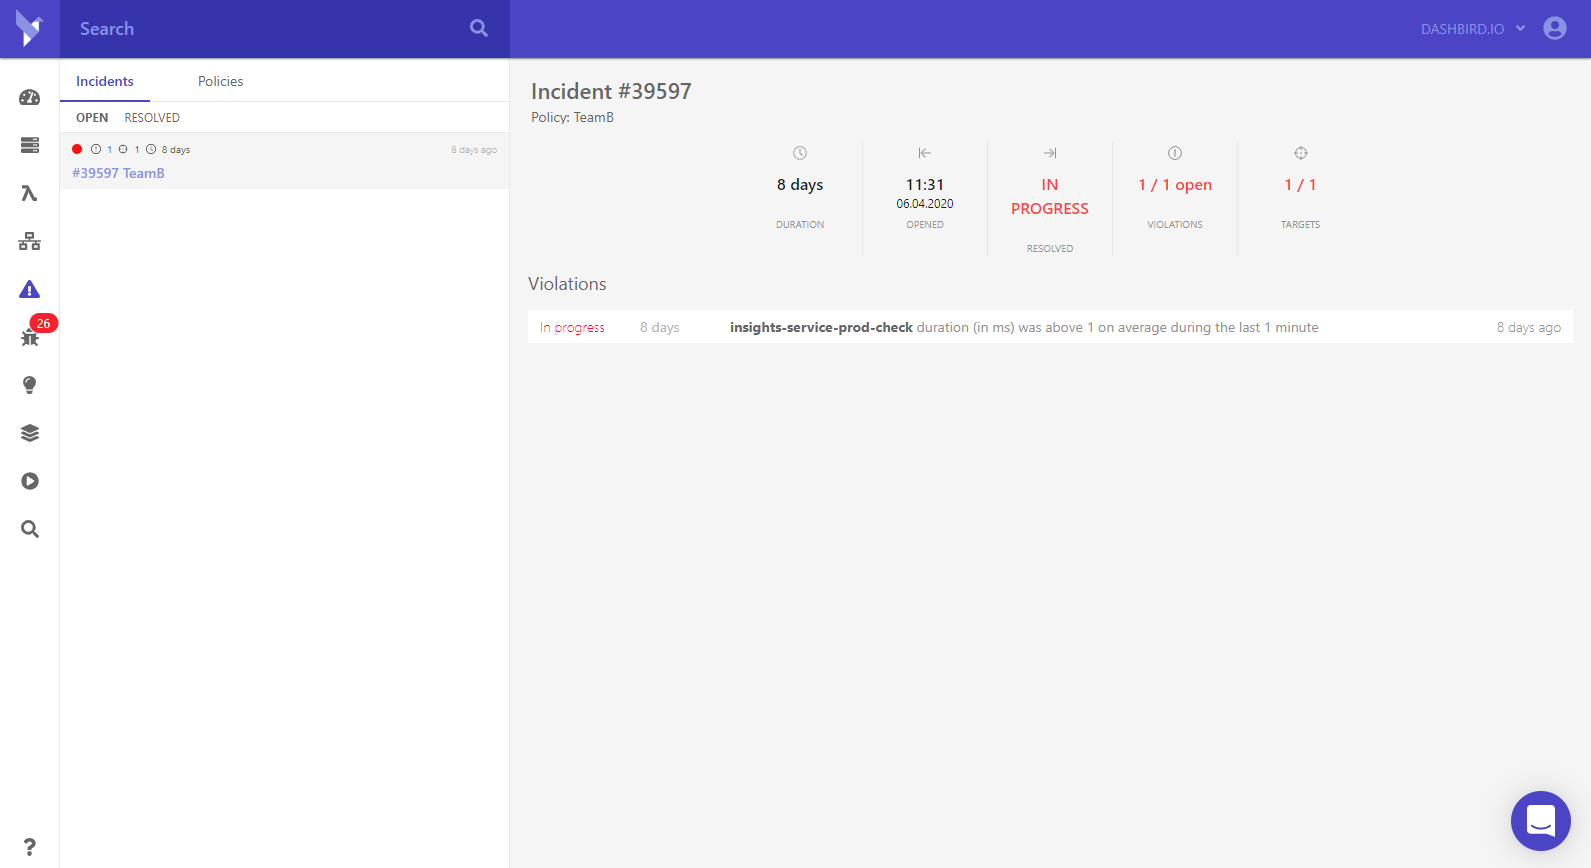 Search
DASHBIRD.IO
Incidents Policies
OPEN RESOLVED
1 1 8 days 8 days ago
#39597 TeamB
26
Incident #39597
Policy: TeamB
8 days
DURATION
11:31
06.04.2020
OPENED
IN
PROGRESS
RESOLVED
1 / 1 open
VIOLATIONS
1 / 1
TARGETS
Violations
In progress 8 days insights-service-prod-check duration (in ms) was above 1 on average during the last 1 minute 8 days ago
?